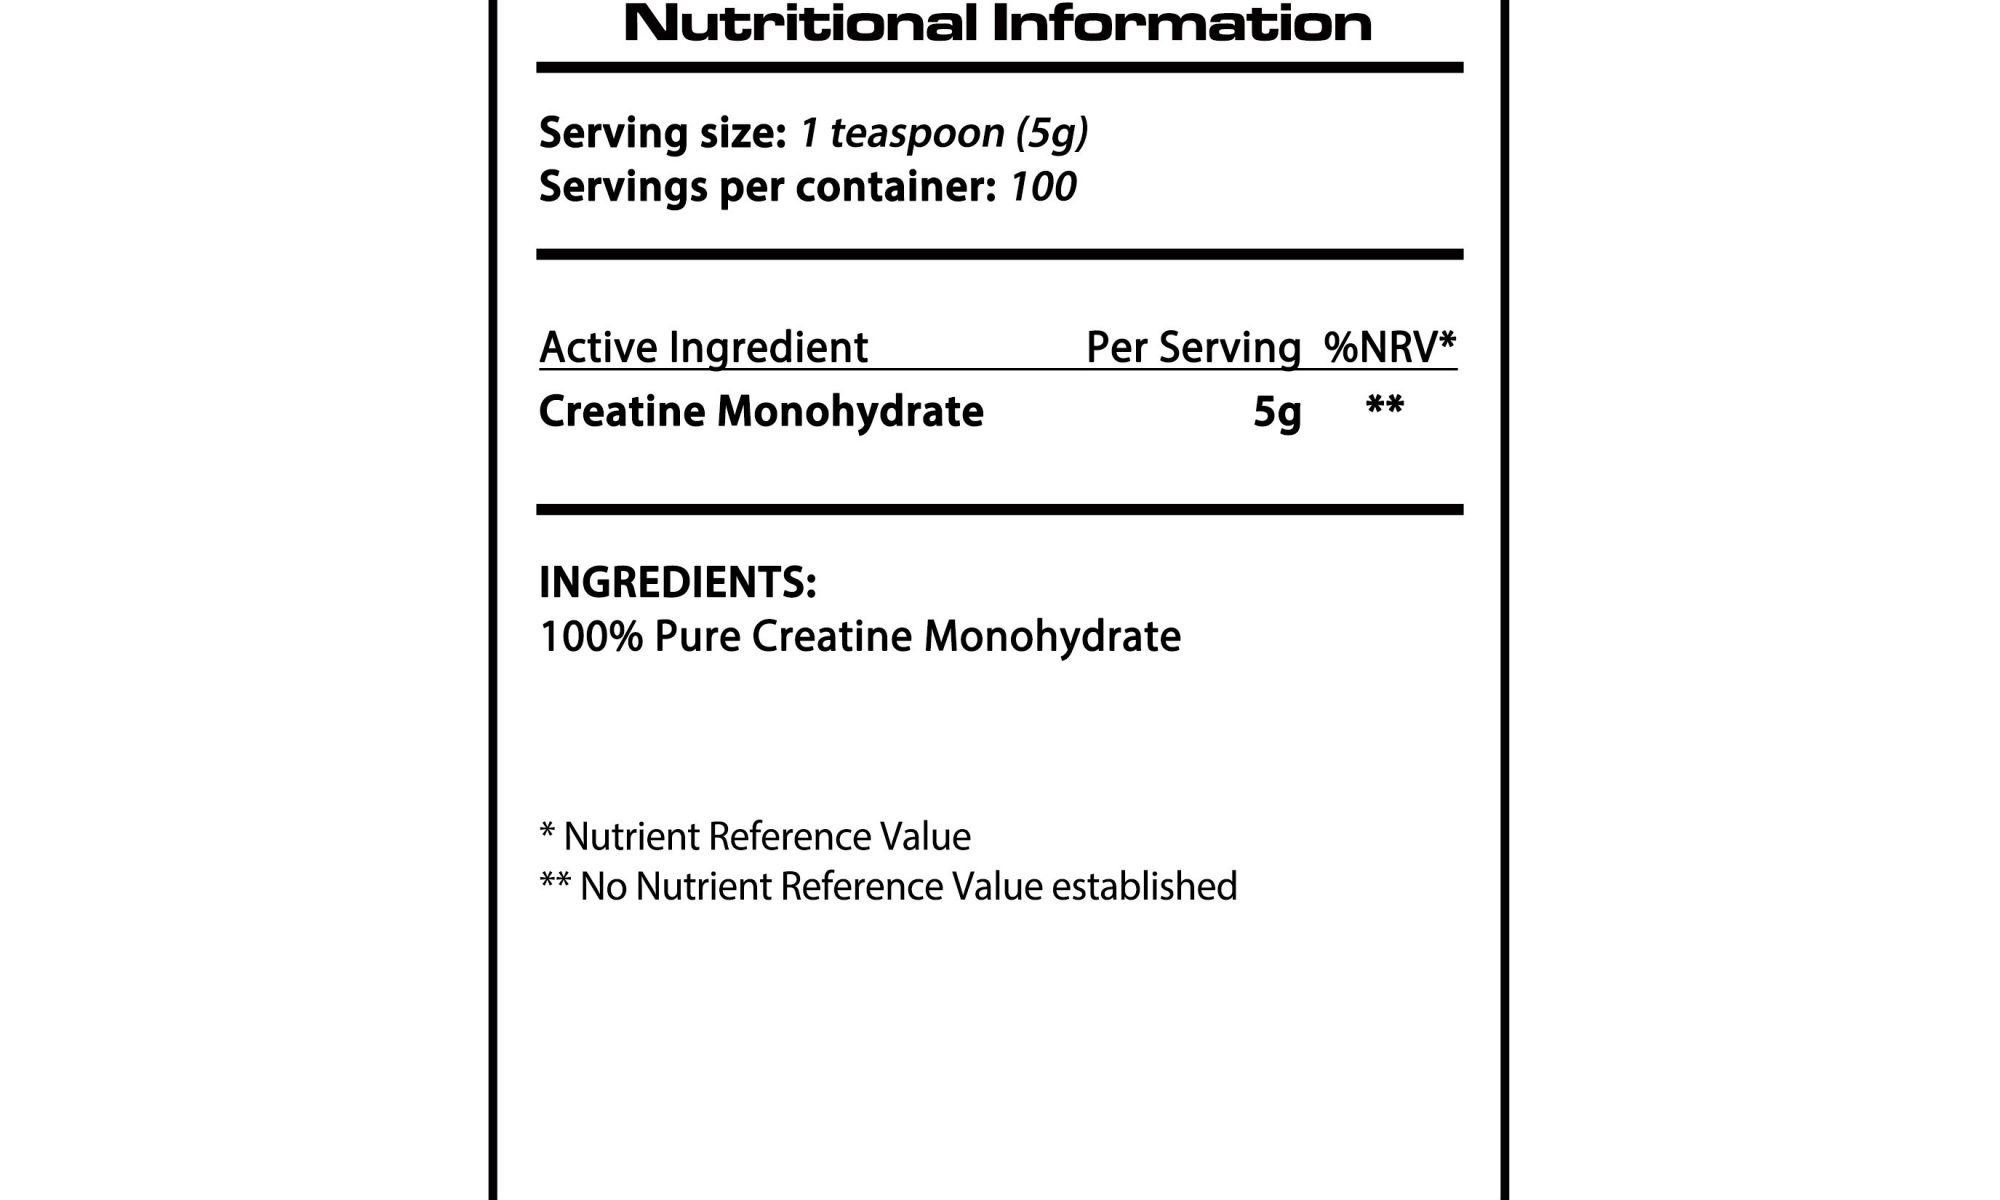 Nutritional Information
Serving size: 1 teaspoon (5g)
Servings per container: 100
Active Ingredient Per Serving %NRV*
Creatine Monohydrate 5g **
INGREDIENTS:
100% Pure Creatine Monohydrate
* Nutrient Reference Value
** No Nutrient Reference Value established